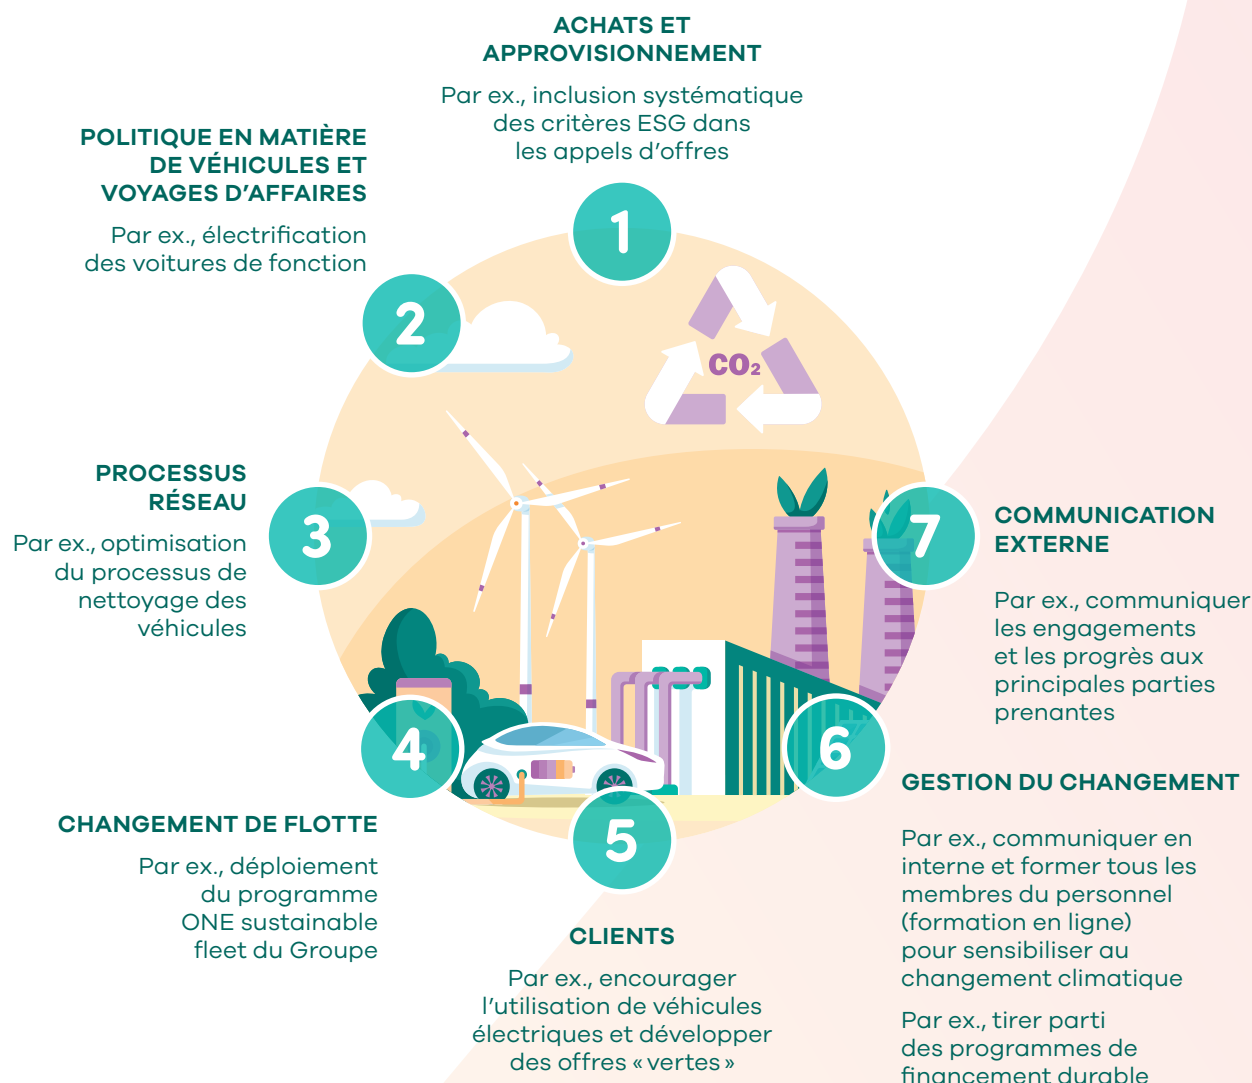 ACHATS ET
APPROVISIONNEMENT
Par ex., inclusion systématique
des critères ESG dans
les appels d'offres
1
POLITIQUE EN MATIÈRE
DE VÉHICULES ET
VOYAGES D'AFFAIRES
Par ex., électrification
des voitures de fonction
2
CO₂
PROCESSUS
RÉSEAU
Par ex., optimisation
du processus de
nettoyage des
véhicules
3
CHANGEMENT DE FLOTTE
Par ex., déploiement
du programme
ONE sustainable
fleet du Groupe
4
5
CLIENTS
Par ex., encourager
l'utilisation de véhicules
électriques et développer
des offres « vertes »
6
GESTION DU CHANGEMENT
Par ex., communiquer en
interne et former tous les
membres du personnel
(formation en ligne)
pour sensibiliser au
changement climatique
Par ex., tirer parti
des programmes de
financement durable
7
COMMUNICATION
EXTERNE
Par ex., communiquer
les engagements
et les progrès aux
principales parties
prenantes